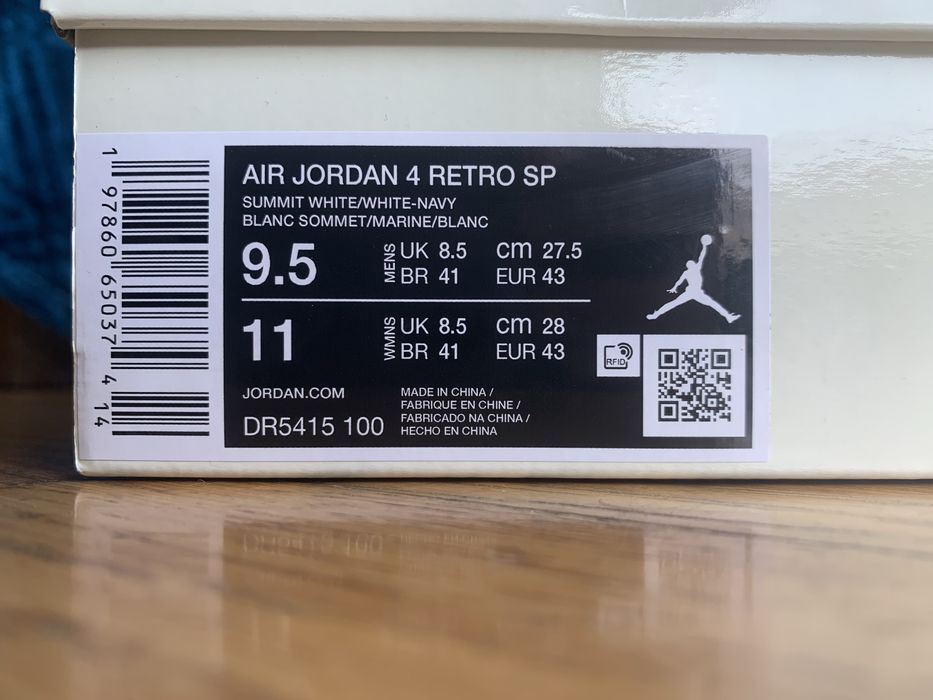 AIR JORDAN 4 RETRO SP
SUMMIT WHITE/WHITE-NAVY
BLANC SOMMET/MARINE/BLANC
9.5 MENS UK 8.5 cm 27.5
BR 41 EUR 43
11 WMNS UK 8.5 cm 28
BR 41 EUR 43
JORDAN.COM
DR5415 100
MADE IN CHINA /
FABRIQUE EN CHINE /
FABRICADO NA CHINA /
HECHO EN CHINA
RFID
1 97860 65037 4 14